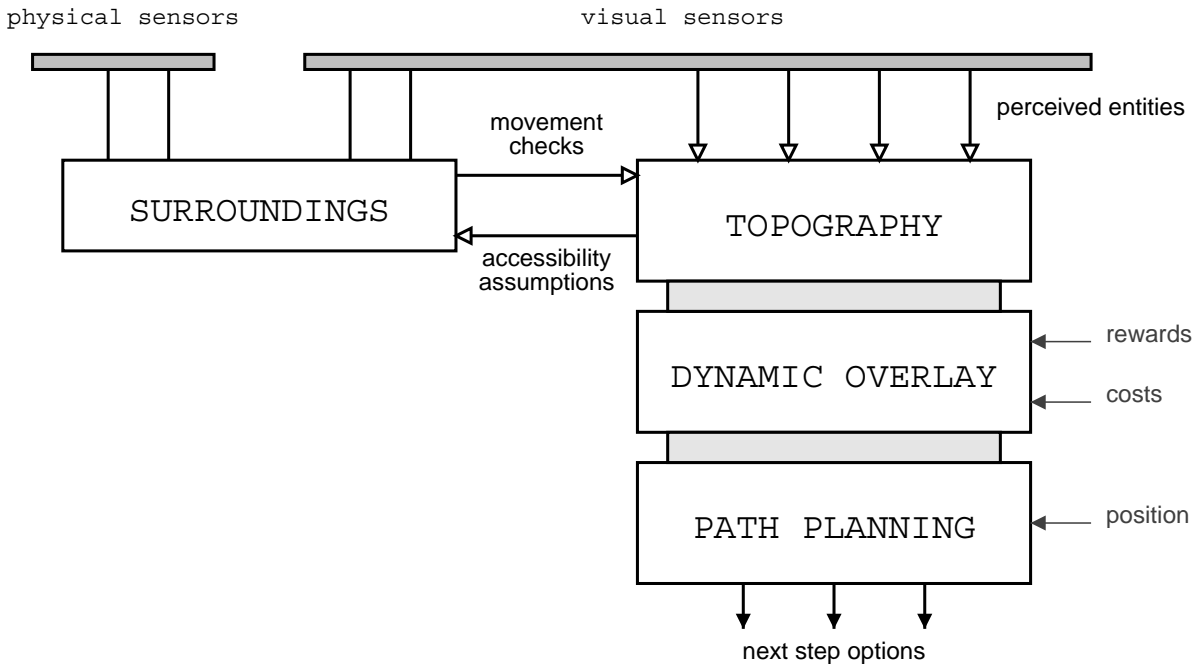 physical sensors
visual sensors
perceived entities
movement
checks
SURROUNDINGS
TOPOGRAPHY
accessibility
assumptions
rewards
DYNAMIC OVERLAY
costs
PATH PLANNING
position
next step options